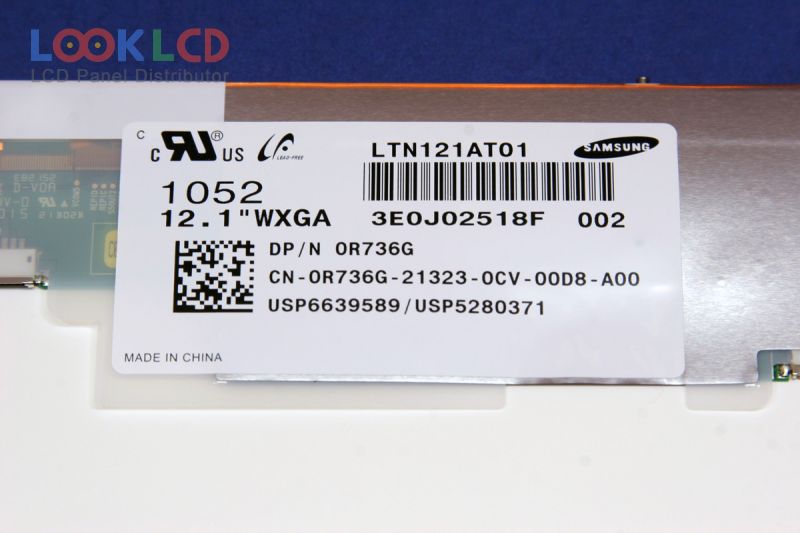 LOOKLCD
LCD Panel Distributor
C
c RU ® US
LEAD-FREE
LTN121AT01
SAMSUNG
1052
12.1"WXGA
3E0J02518F 002
DP/N 0R736G
CN-0R736G-21323-0CV-00D8-A00
USP6639589/USP5280371
MADE IN CHINA